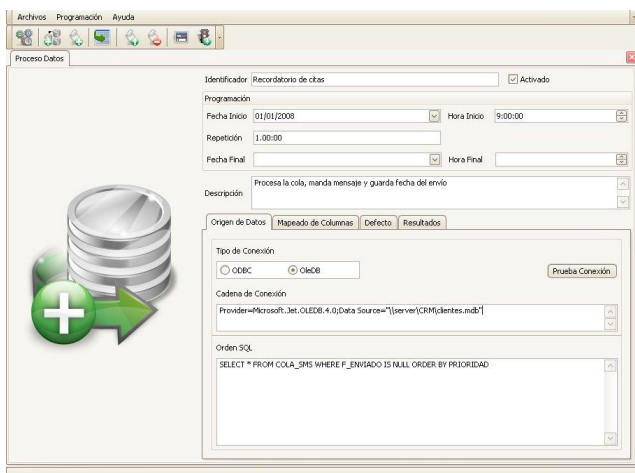 Archivos Programación Ayuda
Proceso Datos
Identificador Recordatorio de citas Activado
Programación
Fecha Inicio 01/01/2008 Hora Inicio 9:00:00
Repetición 1.00:00
Fecha Final Hora Final
Descripción Procesa la cola, manda mensaje y guarda fecha del envío
Origen de Datos Mapeado de Columnas Defecto Resultados
Tipo de Conexión
ODBC OleDB Prueba Conexión
Cadena de Conexión
Provider=Microsoft.Jet.OLEDB.4.0;Data Source="\\server\CRM\clientes.mdb"
Orden SQL
SELECT * FROM COLA_SMS WHERE F_ENVIADO IS NULL ORDER BY PRIORIDAD